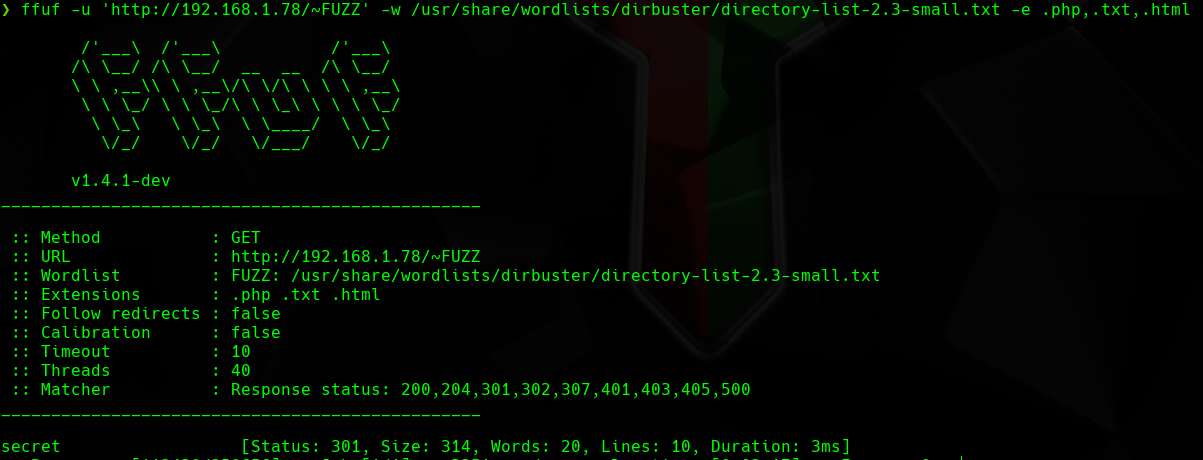 ❯ ffuf -u 'http://192.168.1.78/~FUZZ' -w /usr/share/wordlists/dirbuster/directory-list-2.3-small.txt -e .php,.txt,.html
        /'___\  /'___\           /'___\
       /\ \__/ /\ \__/  __  __  /\ \__/
       \ \ ,__\\ \ ,__\/\ \/\ \ \ \ ,__\
        \ \ \_/ \ \ \_/\ \ \_\ \ \ \ \_/
         \ \_\   \ \_\  \ \____/  \ \_\
          \/_/    \/_/   \/___/    \/_/
v1.4.1-dev
________________________________________________
:: Method           : GET
:: URL              : http://192.168.1.78/~FUZZ
:: Wordlist         : FUZZ: /usr/share/wordlists/dirbuster/directory-list-2.3-small.txt
:: Extensions       : .php .txt .html
:: Follow redirects : false
:: Calibration      : false
:: Timeout          : 10
:: Threads          : 40
:: Matcher          : Response status: 200,204,301,302,307,401,403,405,500
________________________________________________
secret                  [Status: 301, Size: 314, Words: 20, Lines: 10, Duration: 3ms]